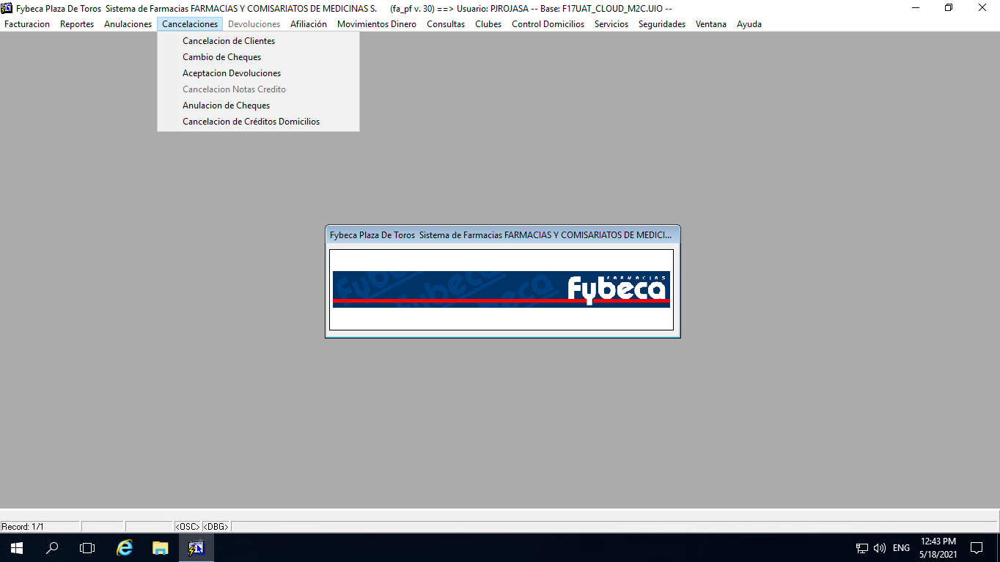 Fybeca Plaza De Toros  Sistema de Farmacias FARMACIAS Y COMISARIATOS DE MEDICINAS S.     (fa_pf v. 30) ==> Usuario: PJROJASA -- Base: F17UAT_CLOUD_M2C.UIO --
Facturacion Reportes Anulaciones Cancelaciones Devoluciones Afiliación Movimientos Dinero Consultas Clubes Control Domicilios Servicios Seguridades Ventana Ayuda
Cancelacion de Clientes
Cambio de Cheques
Aceptacion Devoluciones
Cancelacion Notas Credito
Anulacion de Cheques
Cancelacion de Créditos Domicilios
Fybeca Plaza De Toros  Sistema de Farmacias FARMACIAS Y COMISARIATOS DE MEDICI...
Fybeca Fybeca Fybeca
FARMACIAS
Fybeca
Record: 1/1 <OSC> <DBG>
ENG
12:43 PM
5/18/2021